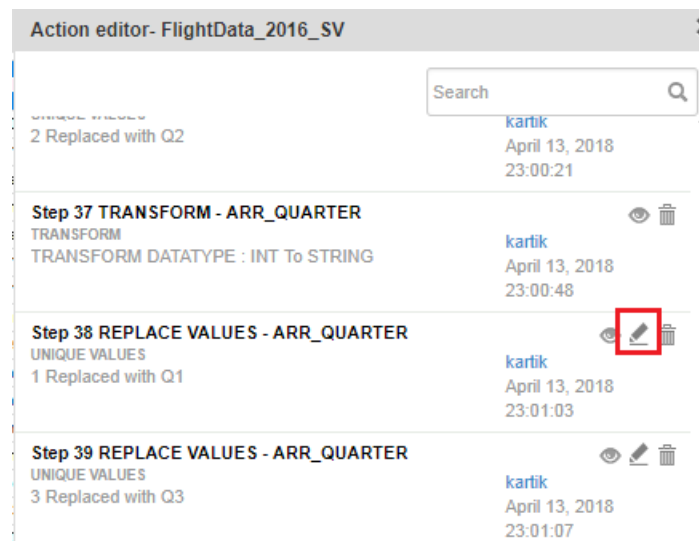 Action editor- FlightData_2016_SV
Search
UNIQUE VALUES
2 Replaced with Q2
kartik
April 13, 2018
23:00:21
Step 37 TRANSFORM - ARR_QUARTER
TRANSFORM
TRANSFORM DATATYPE : INT To STRING
kartik
April 13, 2018
23:00:48
Step 38 REPLACE VALUES - ARR_QUARTER
UNIQUE VALUES
1 Replaced with Q1
kartik
April 13, 2018
23:01:03
Step 39 REPLACE VALUES - ARR_QUARTER
UNIQUE VALUES
3 Replaced with Q3
kartik
April 13, 2018
23:01:07